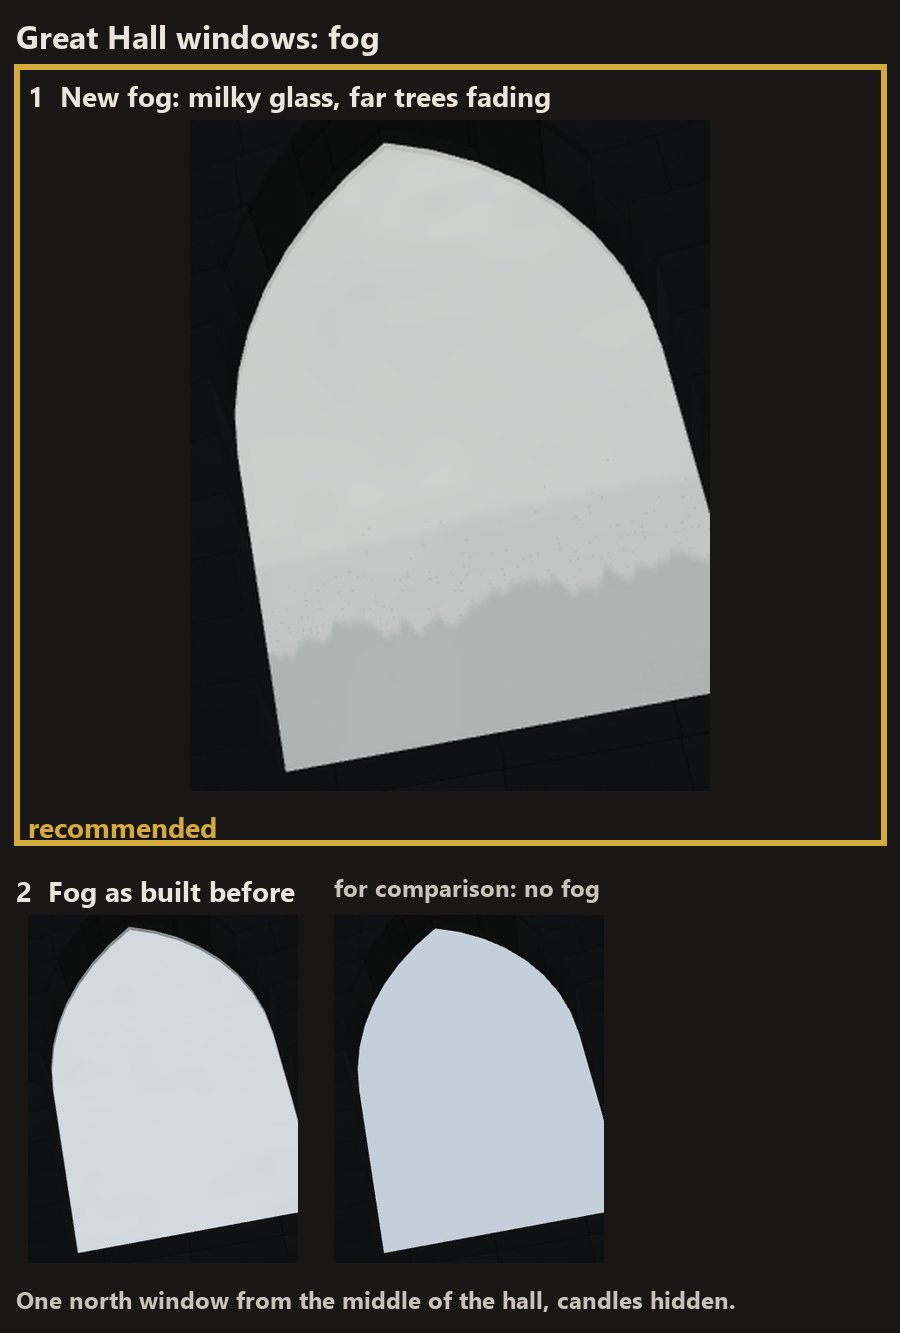 Great Hall windows: fog
1 New fog: milky glass, far trees fading
recommended
2 Fog as built before
for comparison: no fog
One north window from the middle of the hall, candles hidden.